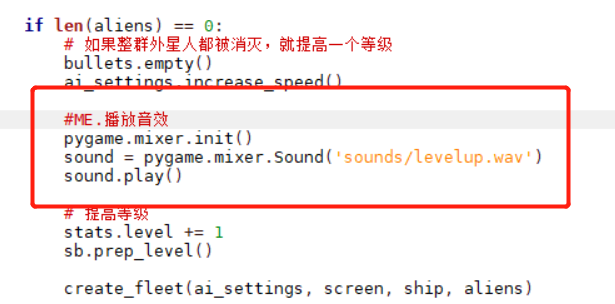 if len(aliens) == 0:
# 如果整群外星人都被消灭，就提高一个等级
bullets.empty()
ai_settings.increase_speed()
#ME.播放音效
pygame.mixer.init()
sound = pygame.mixer.Sound('sounds/levelup.wav')
sound.play()
# 提高等级
stats.level += 1
sb.prep_level()
create_fleet(ai_settings, screen, ship, aliens)